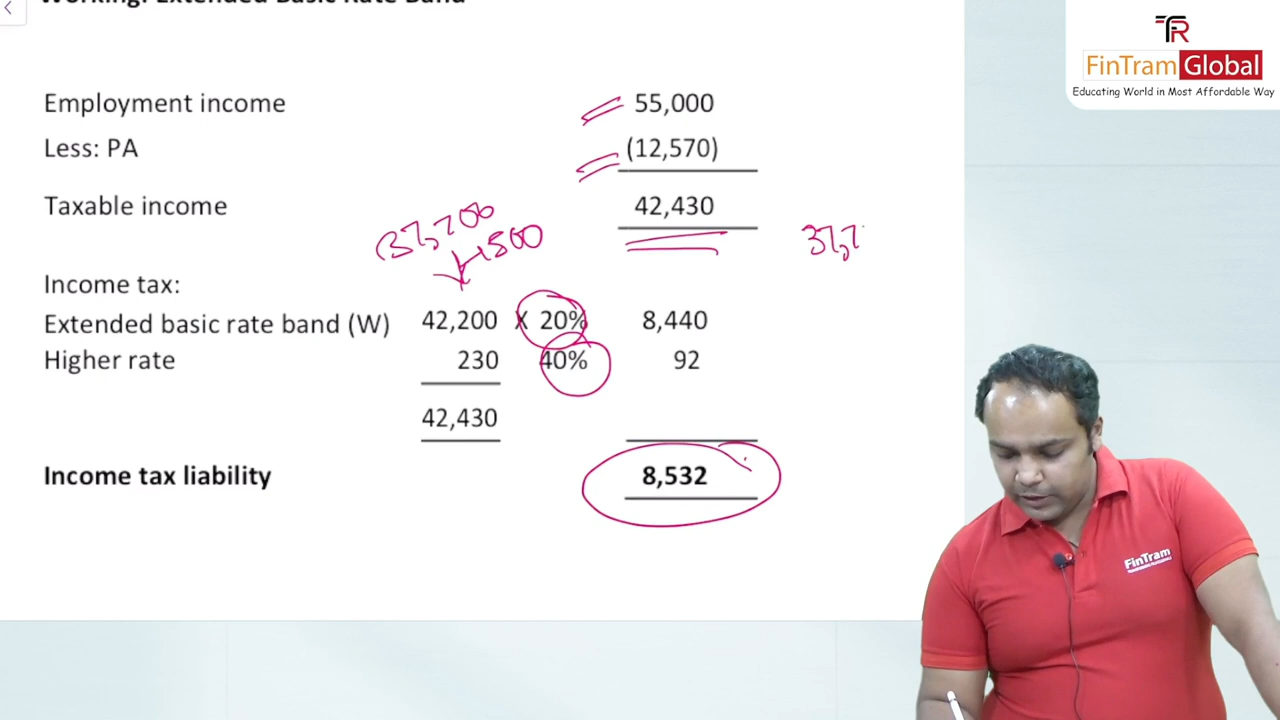 Working: Extended Basic Rate Band
FinTram Global
Educating World in Most Affordable Way
Employment income 55,000
Less: PA (12,570)
Taxable income 42,430
37,700
4500
37,7
Income tax:
Extended basic rate band (W) 42,200 X 20% 8,440
Higher rate 230 40% 92
42,430
Income tax liability 8,532
FinTram